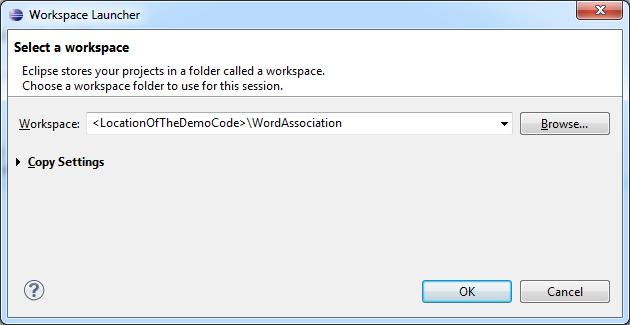 Workspace Launcher
Select a workspace
Eclipse stores your projects in a folder called a workspace.
Choose a workspace folder to use for this session.
Workspace: <LocationOfTheDemoCode>\WordAssociation Browse...
Copy Settings
? OK Cancel